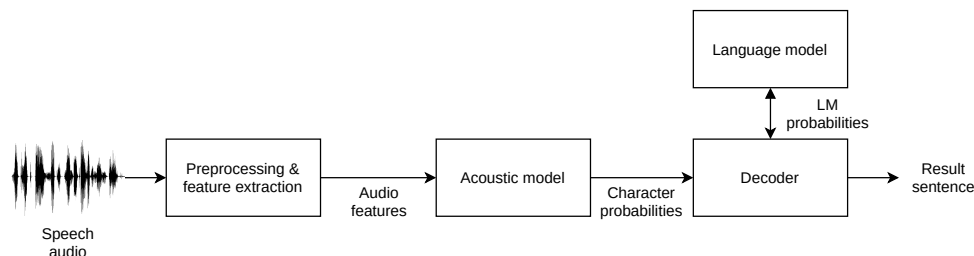 Language model
LM
probabilities
Speech
audio
Preprocessing &
feature extraction
Audio
features
Acoustic model
Character
probabilities
Decoder
Result
sentence